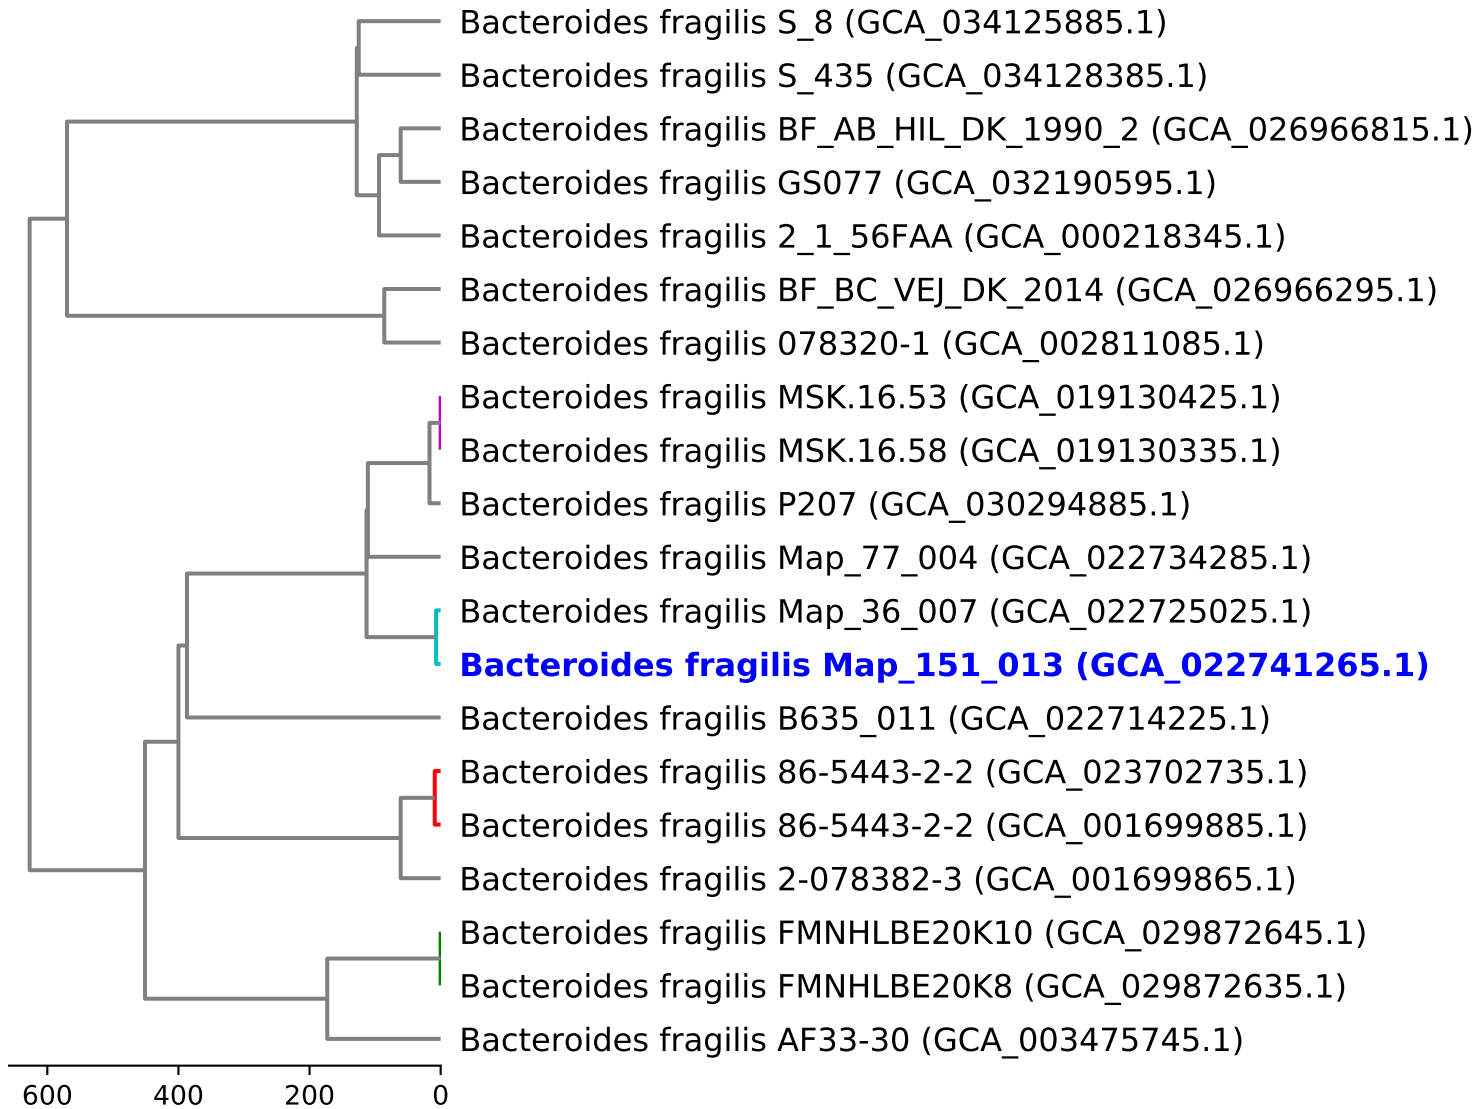 Bacteroides fragilis S_8 (GCA_034125885.1)
Bacteroides fragilis S_435 (GCA_034128385.1)
Bacteroides fragilis BF_AB_HIL_DK_1990_2 (GCA_026966815.1)
Bacteroides fragilis GS077 (GCA_032190595.1)
Bacteroides fragilis 2_1_56FAA (GCA_000218345.1)
Bacteroides fragilis BF_BC_VEJ_DK_2014 (GCA_026966295.1)
Bacteroides fragilis 078320-1 (GCA_002811085.1)
Bacteroides fragilis MSK.16.53 (GCA_019130425.1)
Bacteroides fragilis MSK.16.58 (GCA_019130335.1)
Bacteroides fragilis P207 (GCA_030294885.1)
Bacteroides fragilis Map_77_004 (GCA_022734285.1)
Bacteroides fragilis Map_36_007 (GCA_022725025.1)
Bacteroides fragilis Map_151_013 (GCA_022741265.1)
Bacteroides fragilis B635_011 (GCA_022714225.1)
Bacteroides fragilis 86-5443-2-2 (GCA_023702735.1)
Bacteroides fragilis 86-5443-2-2 (GCA_001699885.1)
Bacteroides fragilis 2-078382-3 (GCA_001699865.1)
Bacteroides fragilis FMNHLBE20K10 (GCA_029872645.1)
Bacteroides fragilis FMNHLBE20K8 (GCA_029872635.1)
Bacteroides fragilis AF33-30 (GCA_003475745.1)
600 400 200 0